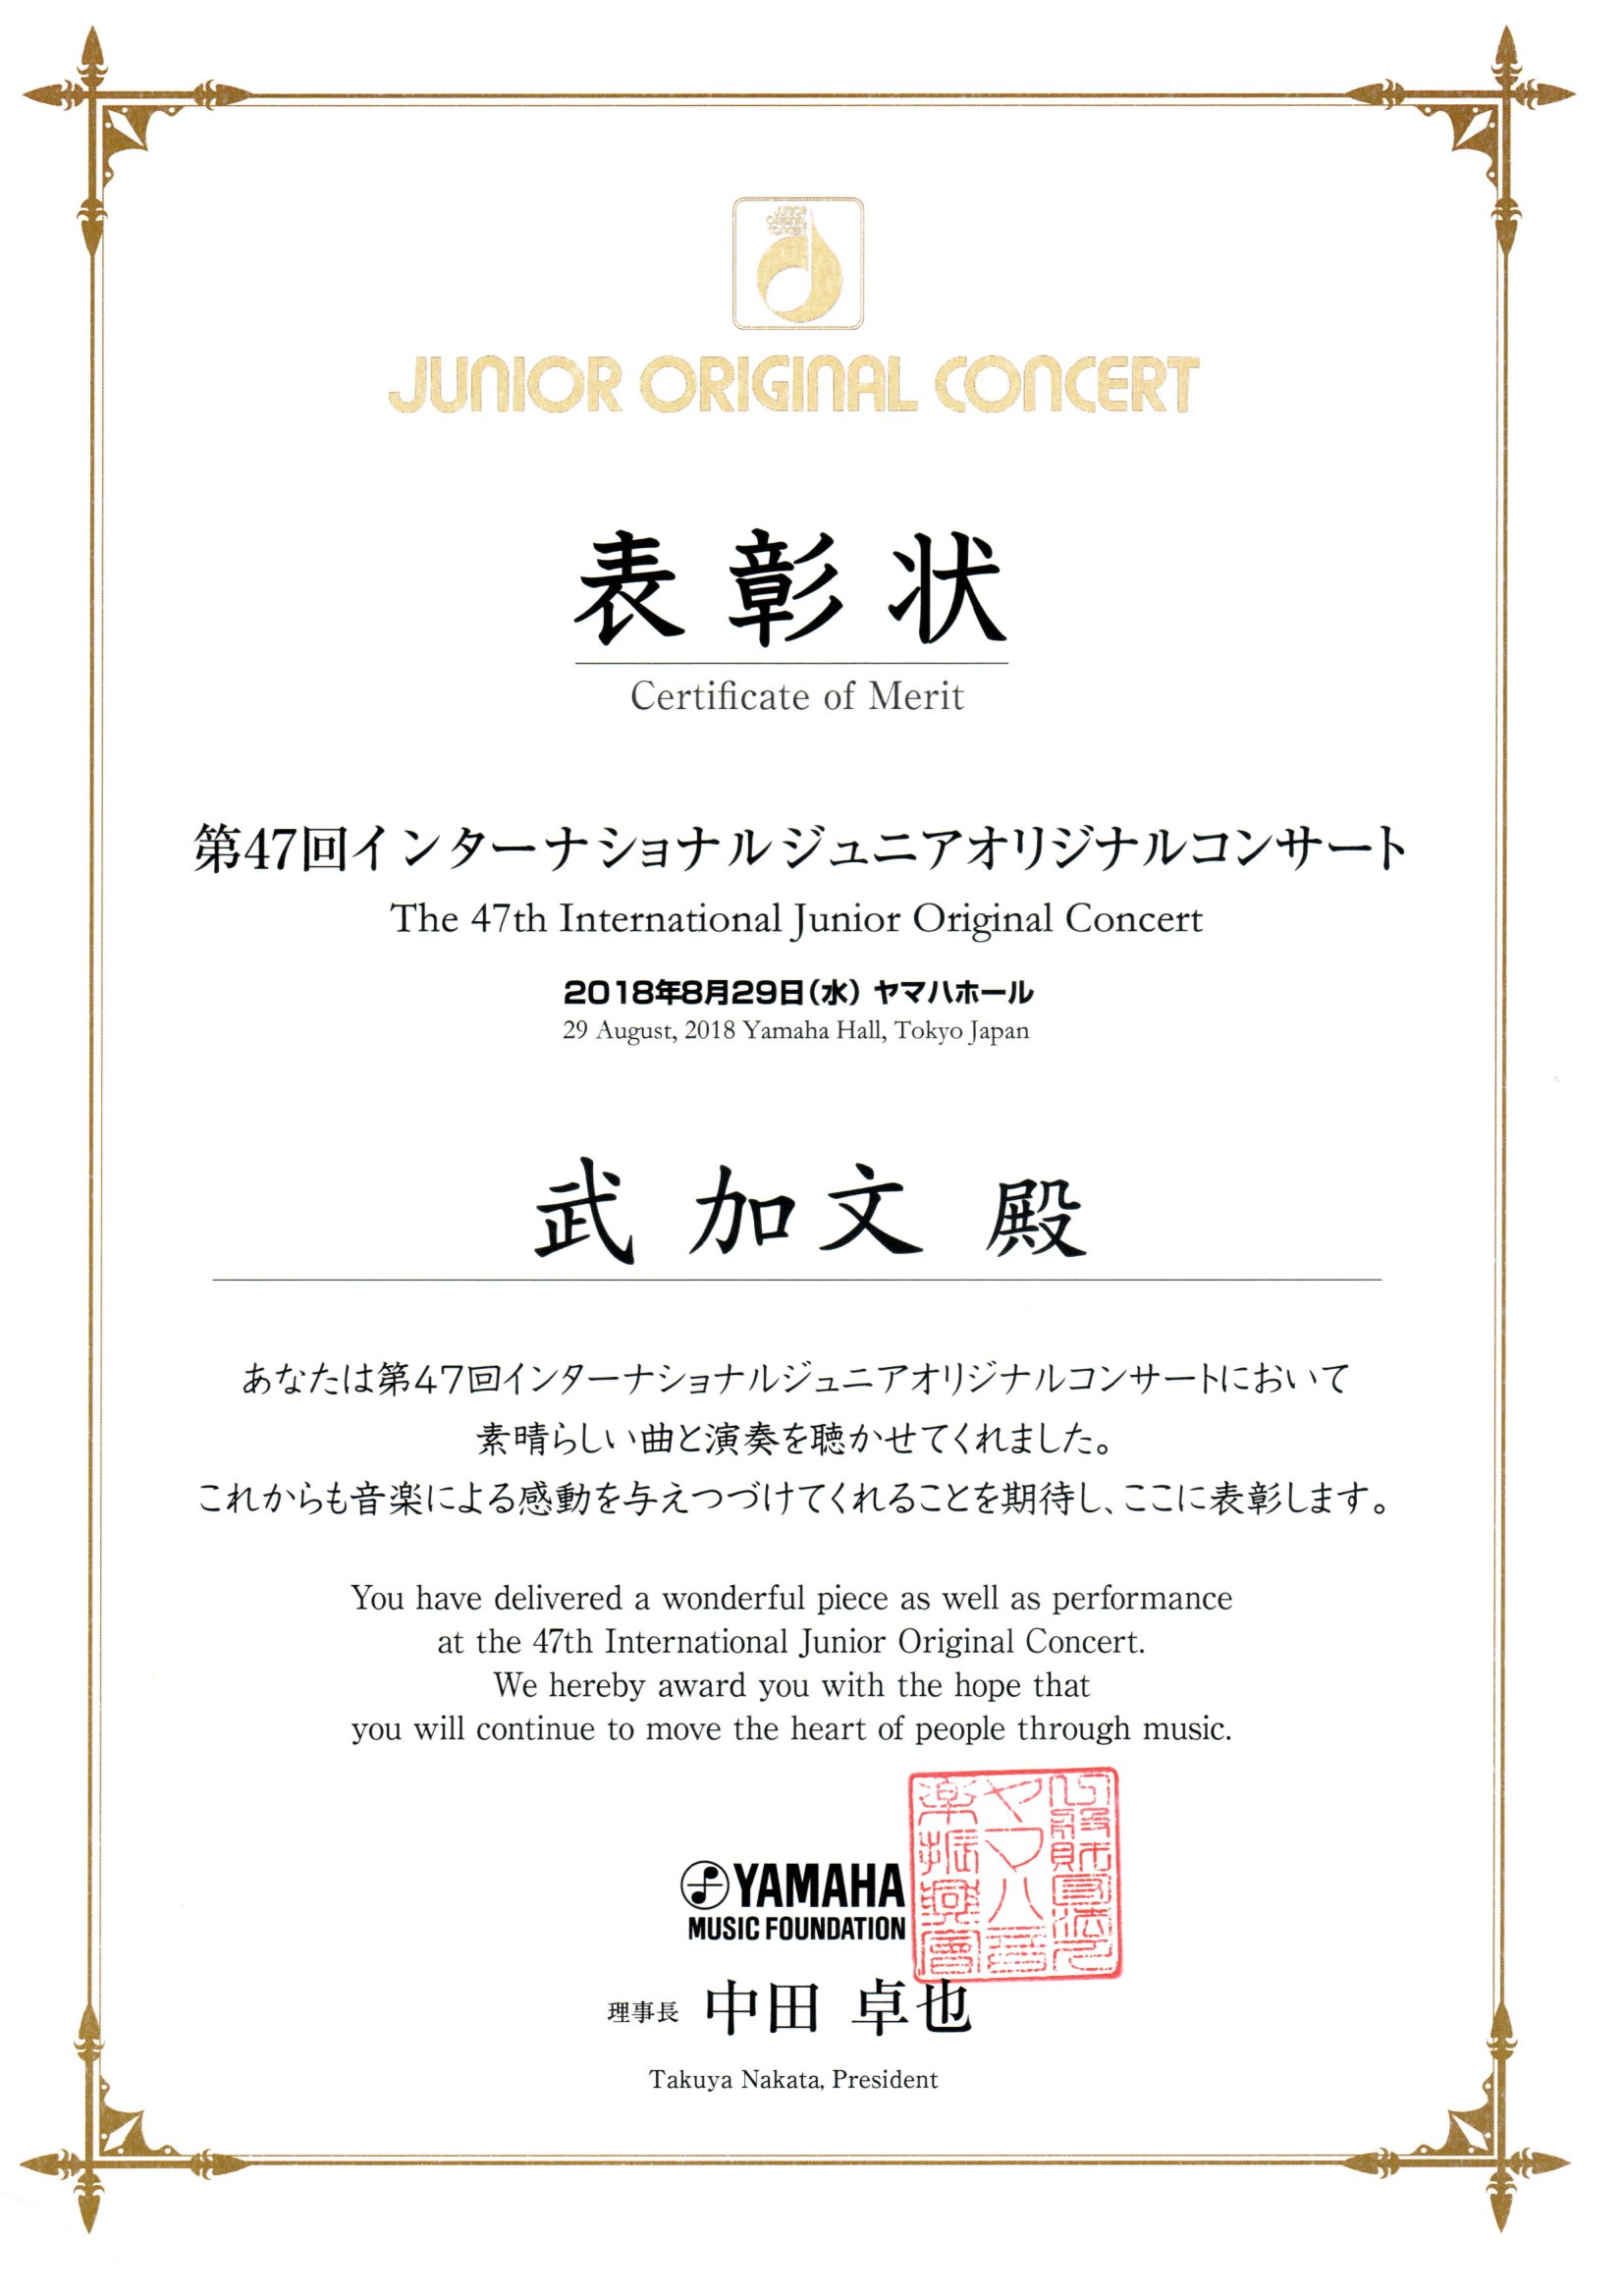 JUNIOR ORIGINAL CONCERT
JUNIOR ORIGINAL CONCERT
表彰状
Certificate of Merit
第47回インターナショナルジュニアオリジナルコンサート
The 47th International Junior Original Concert
2018年8月29日(水) ヤマハホール
29 August, 2018 Yamaha Hall, Tokyo Japan
武 加文 殿
あなたは第47回インターナショナルジュニアオリジナルコンサートにおいて
素晴らしい曲と演奏を聴かせてくれました。
これからも音楽による感動を与えつづけてくれることを期待し、ここに表彰します。
You have delivered a wonderful piece as well as performance
at the 47th International Junior Original Concert.
We hereby award you with the hope that
you will continue to move the heart of people through music.
YAMAHA
MUSIC FOUNDATION
公益財団法人
ヤマハ音
楽振興會
理事長 中田 卓也
Takuya Nakata, President